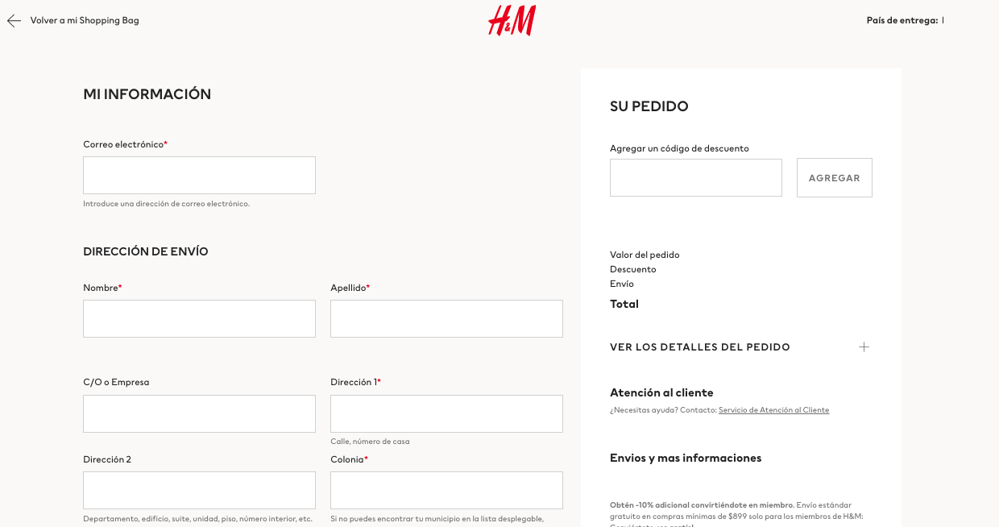 Volver a mi Shopping Bag
H&M
País de entrega:
MI INFORMACIÓN
Correo electrónico*
Introduce una dirección de correo electrónico.
DIRECCIÓN DE ENVÍO
Nombre*
Apellido*
C/O o Empresa
Dirección 1*
Calle, número de casa
Dirección 2
Colonia*
Departamento, edificio, suite, unidad, piso, número interior, etc.
Si no puedes encontrar tu municipio en la lista desplegable,
SU PEDIDO
Agregar un código de descuento
AGREGAR
Valor del pedido
Descuento
Envío
Total
VER LOS DETALLES DEL PEDIDO
Atención al cliente
¿Necesitas ayuda? Contacto: Servicio de Atención al Cliente
Envios y mas informaciones
Obtén -10% adicional convirtiéndote en miembro. Envío estándar
gratuito en compras mínimas de $899 solo para los miembros de H&M: